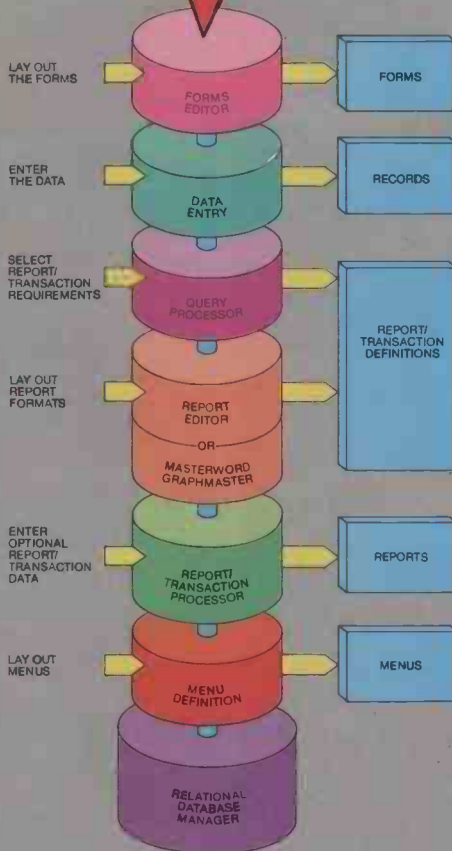 LAY OUT
THE FORMS
FORMS
EDITOR
FORMS
ENTER
THE DATA
DATA
ENTRY
RECORDS
SELECT
REPORT/
TRANSACTION
REQUIREMENTS
QUERY
PROCESSOR
REPORT/
TRANSACTION
DEFINITIONS
LAY OUT
REPORT
FORMATS
REPORT
EDITOR
OR
MASTERWORD
GRAPHMASTER
ENTER
OPTIONAL
REPORT/
TRANSACTION
DATA
REPORT/
TRANSACTION
PROCESSOR
REPORTS
LAY OUT
MENUS
MENU
DEFINITION
MENUS
RELATIONAL
DATABASE
MANAGER